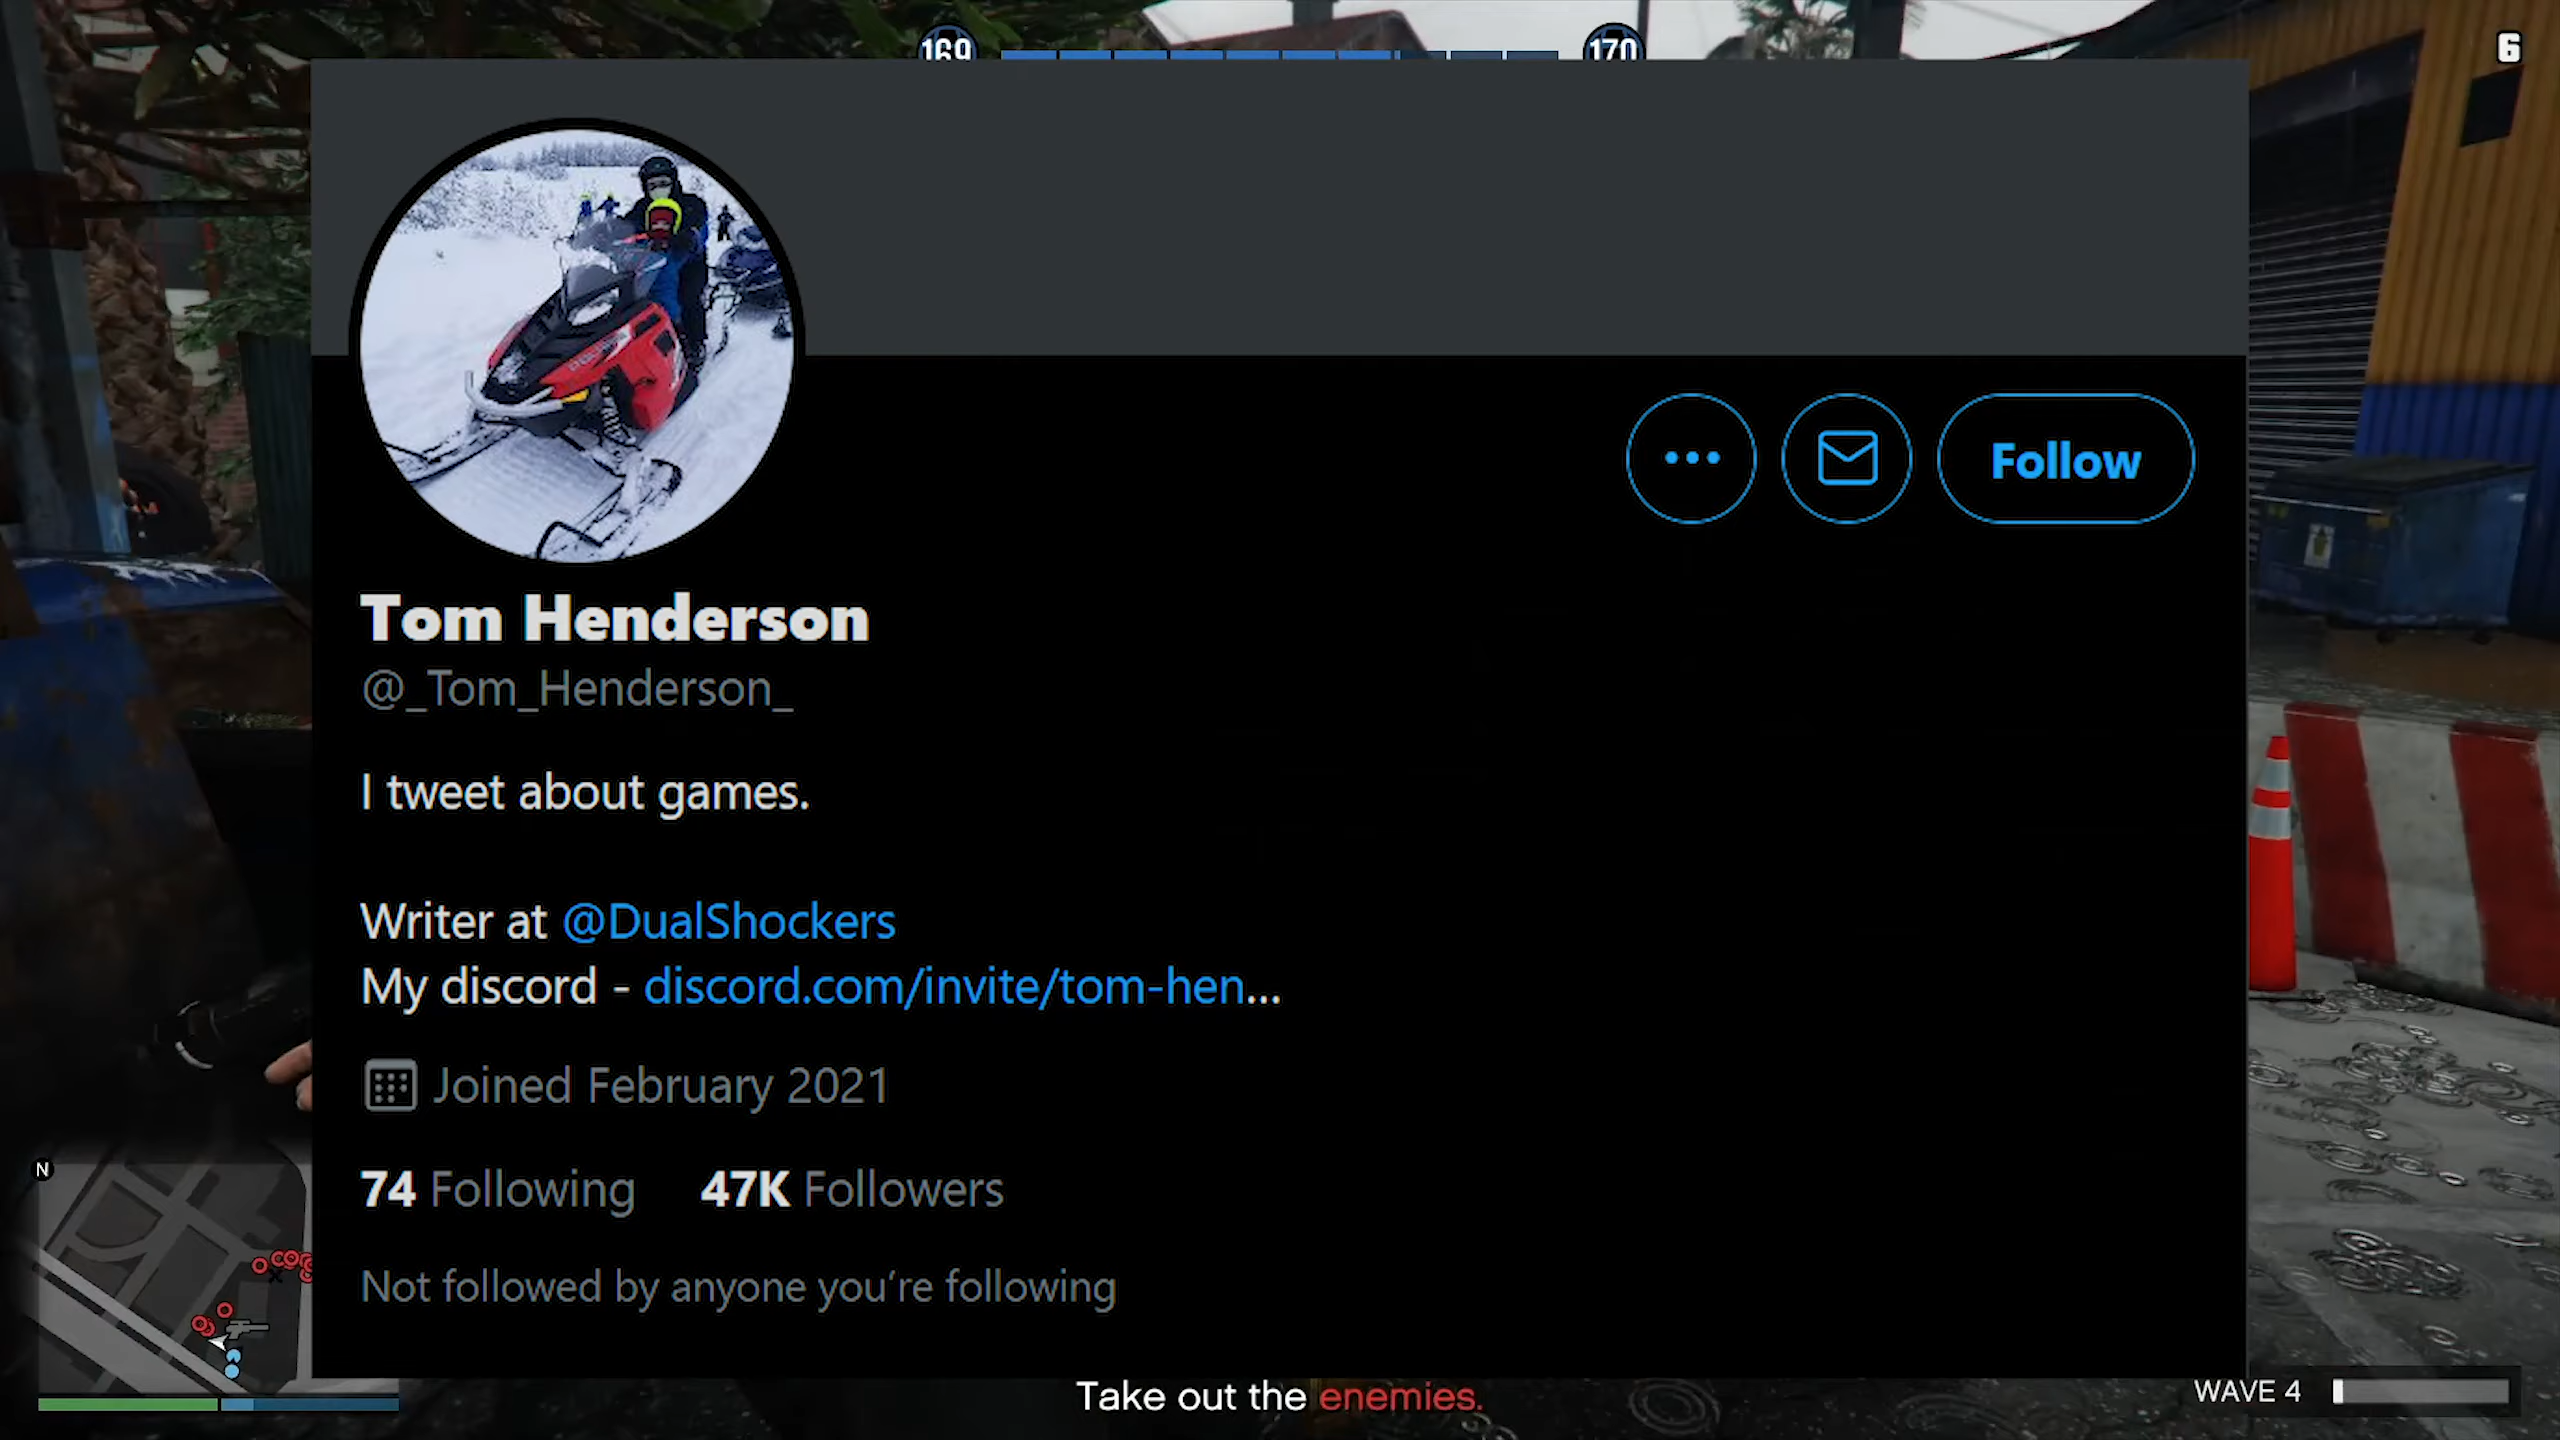 169
170
6
Tom Henderson
@_Tom_Henderson_
I tweet about games.
Writer at @DualShockers
My discord - discord.com/invite/tom-hen...
Joined February 2021
74 Following 47K Followers
Not followed by anyone you're following
N
Take out the enemies.
WAVE 4